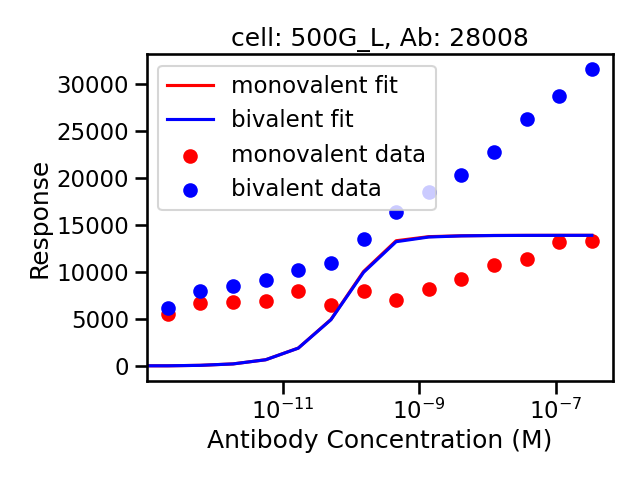 cell: 500G_L, Ab: 28008
monovalent fit
bivalent fit
monovalent data
bivalent data
Response
30000
25000
20000
15000
10000
5000
0
10⁻¹¹
10⁻⁹
10⁻⁷
Antibody Concentration (M)